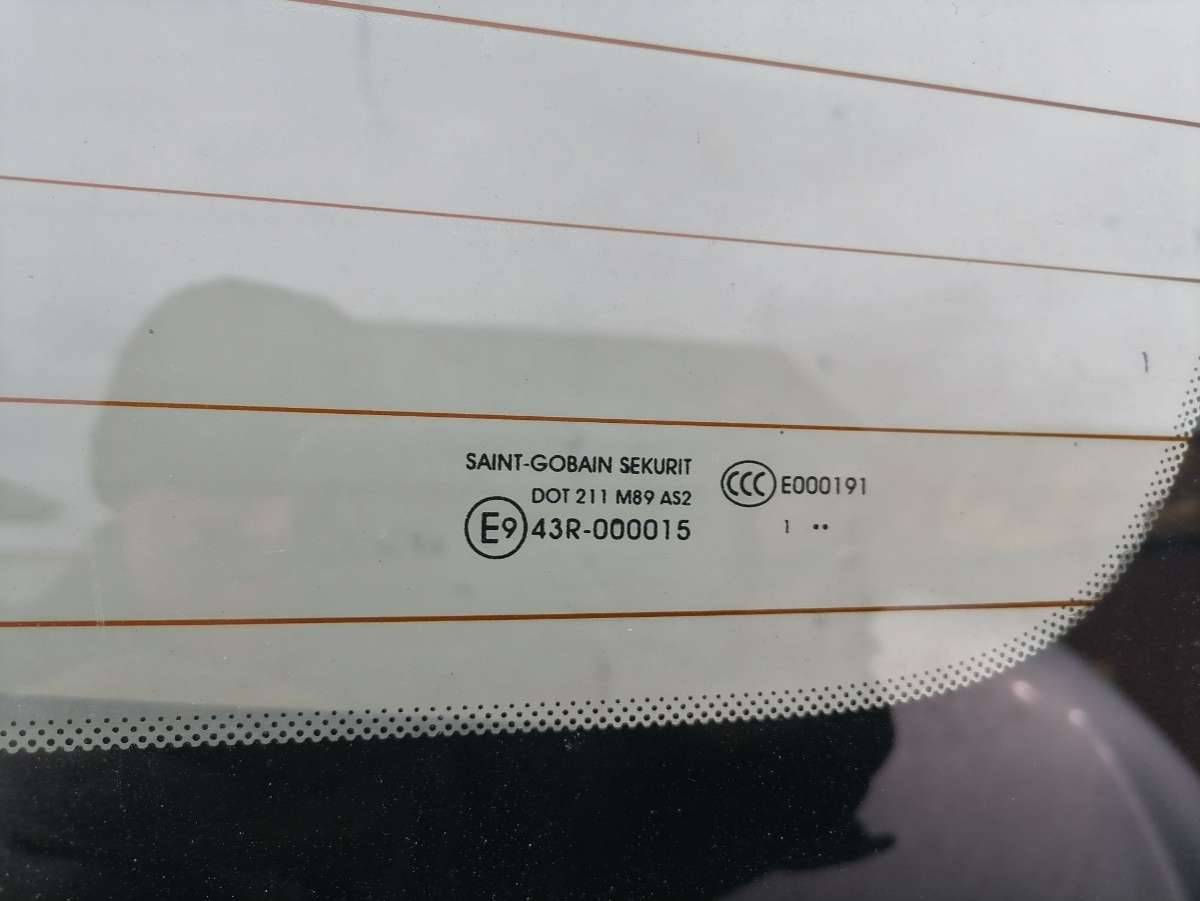 SAINT-GOBAIN SEKURIT
DOT 211 M89 AS2
E9 43R-000015
CCC E000191
1 ••